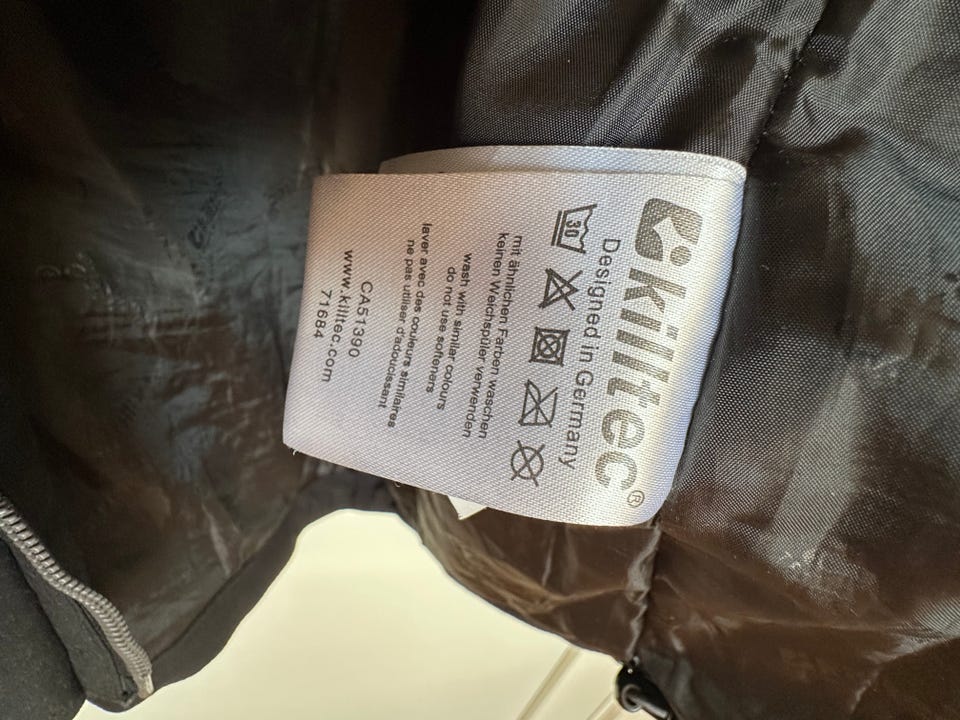 killtec®
Designed in Germany
30
mit ähnlichen Farben waschen
keinen Weichspüler verwenden
wash with similar colours
do not use softeners
laver avec des couleurs similaires
ne pas utiliser d'adoucissant
CA51390
www.killtec.com
71684